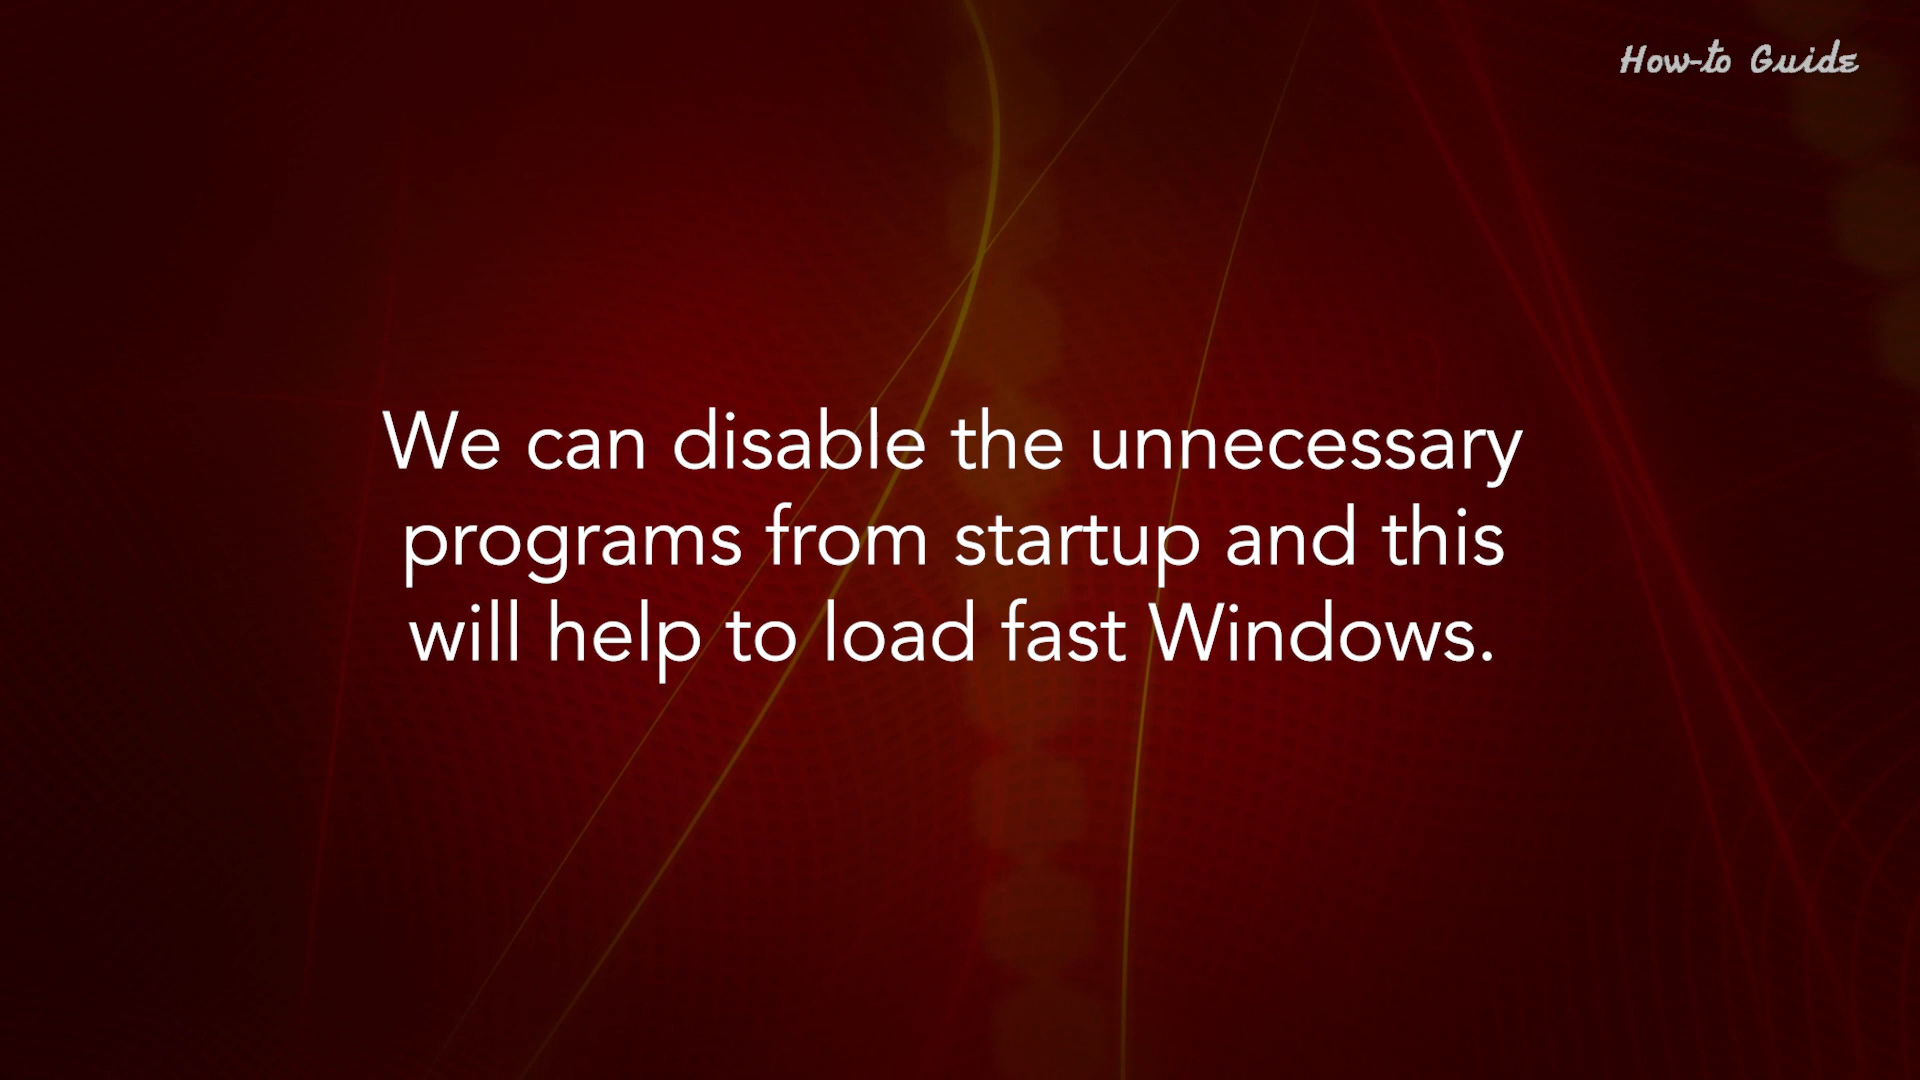 How-to Guide
We can disable the unnecessary
programs from startup and this
will help to load fast Windows.